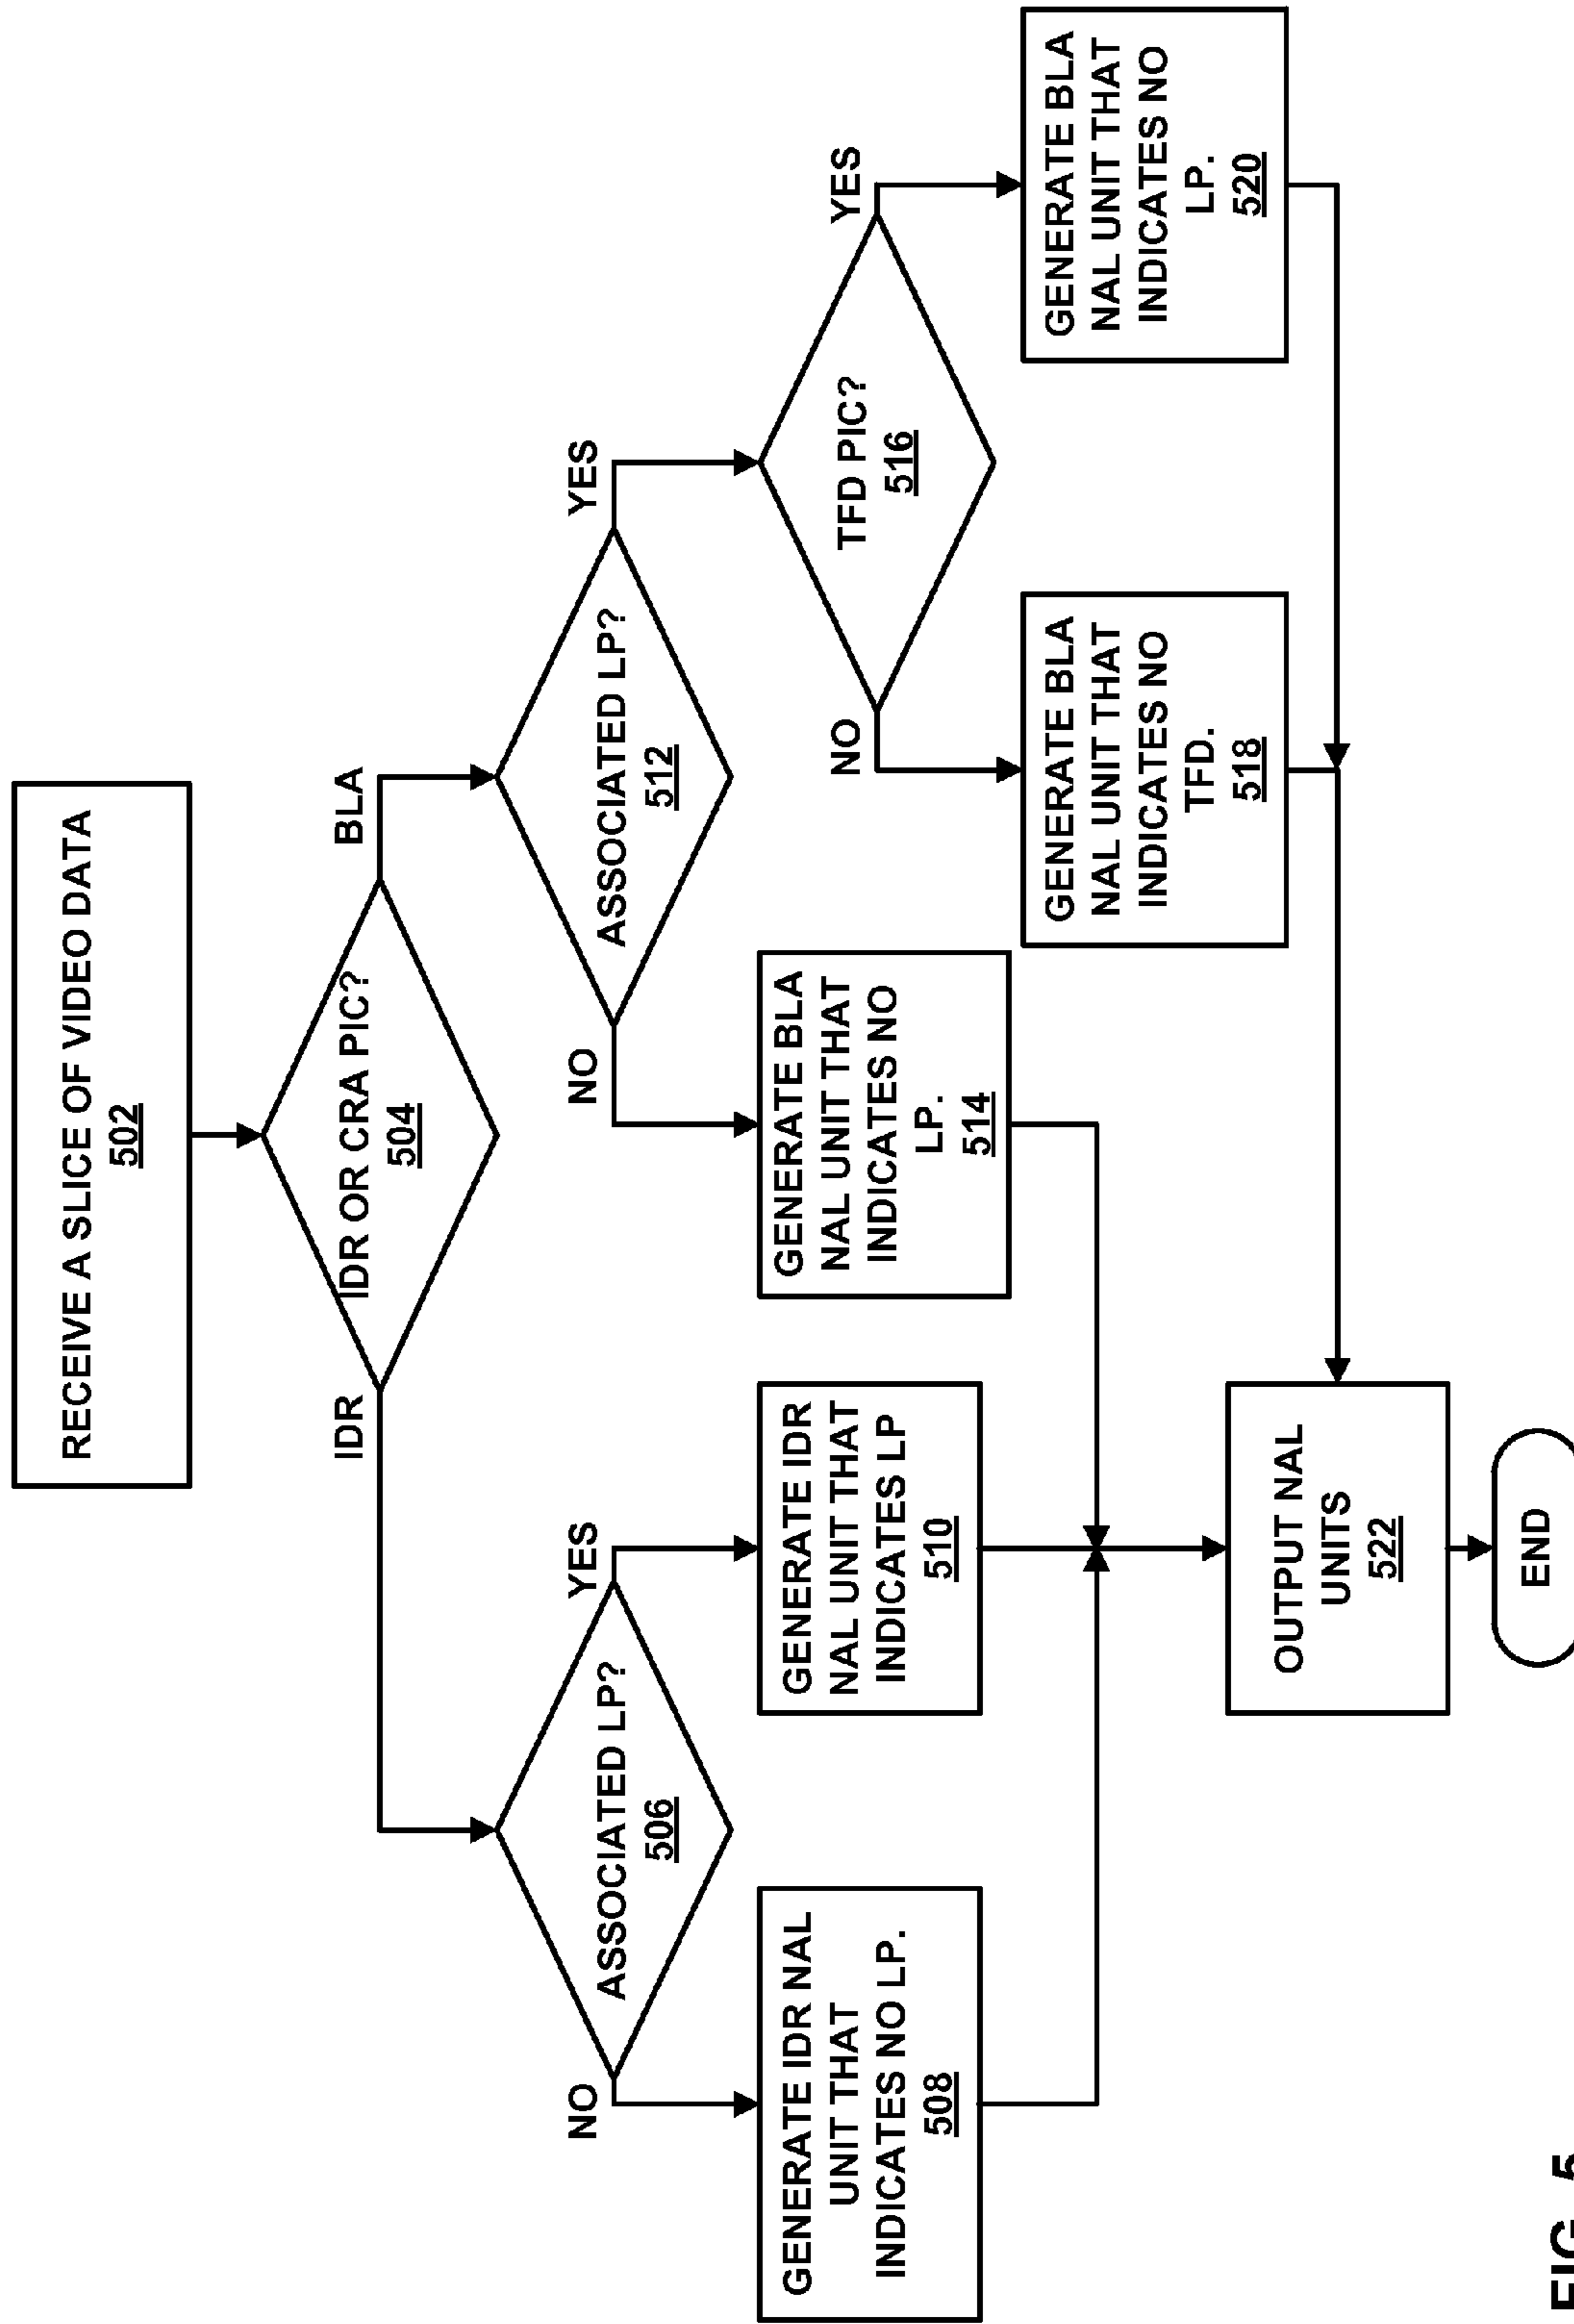 RECEIVE A SLICE OF VIDEO DATA
502
IDR OR CRA PIC?
504
IDR
BLA
ASSOCIATED LP?
506
NO
YES
ASSOCIATED LP?
512
NO
YES
GENERATE IDR NAL
UNIT THAT
INDICATES NO LP.
508
GENERATE IDR
NAL UNIT THAT
INDICATES LP
510
GENERATE BLA
NAL UNIT THAT
INDICATES NO
LP.
514
TFD PIC?
516
NO
YES
GENERATE BLA
NAL UNIT THAT
INDICATES NO
TFD.
518
GENERATE BLA
NAL UNIT THAT
INDICATES NO
LP.
520
OUTPUT NAL
UNITS
522
END
FIG. 5